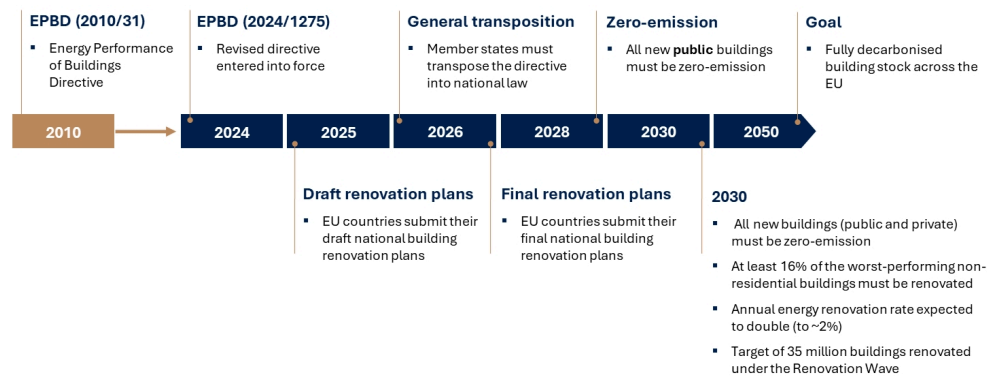 EPBD (2010/31)
▪ Energy Performance
of Buildings
Directive
EPBD (2024/1275)
▪ Revised directive
entered into force
General transposition
▪ Member states must
transpose the directive
into national law
Zero-emission
▪ All new public buildings
must be zero-emission
Goal
▪ Fully decarbonised
building stock across the
EU
2010
2024
2025
2026
2028
2030
2050
Draft renovation plans
▪ EU countries submit their
draft national building
renovation plans
Final renovation plans
▪ EU countries submit their
final national building
renovation plans
2030
▪ All new buildings (public and private)
must be zero-emission
▪ At least 16% of the worst-performing non-
residential buildings must be renovated
▪ Annual energy renovation rate expected
to double (to ~2%)
▪ Target of 35 million buildings renovated
under the Renovation Wave